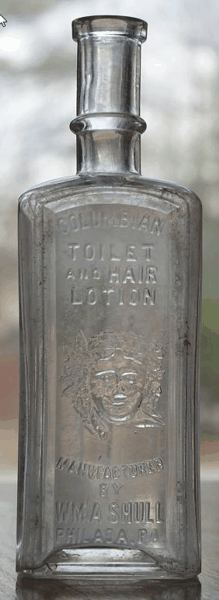 COLUMBIAN
TOILET
AND HAIR
LOTION
MANUFACTURED
BY
WM. A. SHULL
PHILADA. PA.